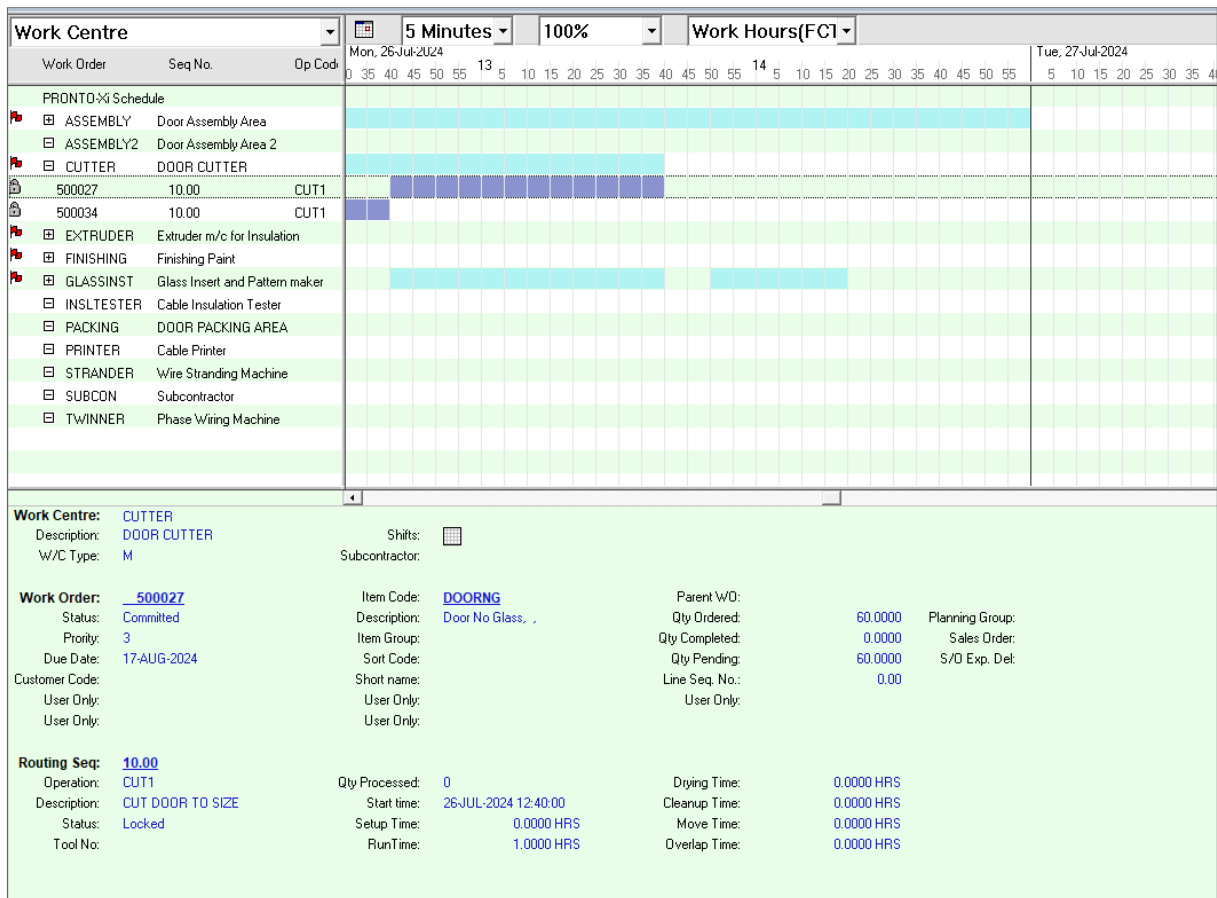 Work Centre 5 Minutes 100% Work Hours(FCT
Mon, 26-Jul-2024 Tue, 27-Jul-2024
Work Order Seq No. Op Code
13 14
0 35 40 45 50 55 5 10 15 20 25 30 35 40 45 50 55 5 10 15 20 25 30 35 40 45 50 55 5 10 15 20 25 30 35 40
PRONTO-Xi Schedule
ASSEMBLY Door Assembly Area
ASSEMBLY2 Door Assembly Area 2
CUTTER DOOR CUTTER
500027 10.00 CUT1
500034 10.00 CUT1
EXTRUDER Extruder m/c for Insulation
FINISHING Finishing Paint
GLASSINST Glass Insert and Pattern maker
INSLTESTER Cable Insulation Tester
PACKING DOOR PACKING AREA
PRINTER Cable Printer
STRANDER Wire Stranding Machine
SUBCON Subcontractor
TWINNER Phase Wiring Machine
Work Centre: CUTTER
Description: DOOR CUTTER Shifts:
W/C Type: M Subcontractor:
Work Order: 500027 Item Code: DOORNG Parent WO:
Status: Committed Description: Door No Glass, , Qty Ordered: 60.0000 Planning Group:
Prority: 3 Item Group: Qty Completed: 0.0000 Sales Order:
Due Date: 17-AUG-2024 Sort Code: Qty Pending: 60.0000 S/O Exp. Del:
Customer Code: Short name: Line Seq. No.: 0.00
User Only: User Only: User Only:
User Only: User Only:
Routing Seq: 10.00
Operation: CUT1 Qty Processed: 0 Drying Time: 0.0000 HRS
Description: CUT DOOR TO SIZE Start time: 26-JUL-2024 12:40:00 Cleanup Time: 0.0000 HRS
Status: Locked Setup Time: 0.0000 HRS Move Time: 0.0000 HRS
Tool No: RunTime: 1.0000 HRS Overlap Time: 0.0000 HRS